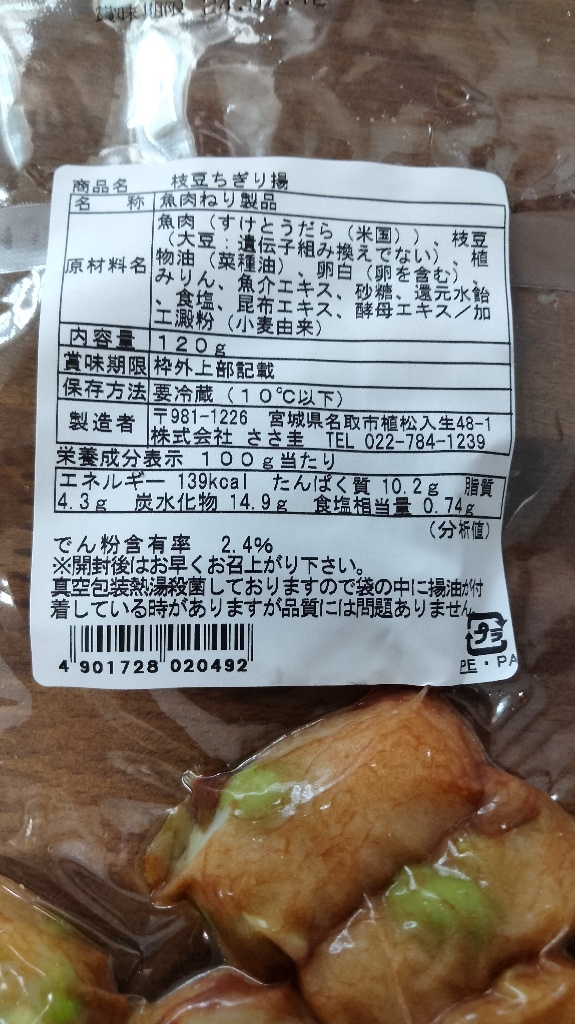 賞味期限
商品名 枝豆ちぎり揚
名 称 魚肉ねり製品
原材料名 魚肉(すけとうだら(米国))、枝豆
(大豆:遺伝子組み換えでない)、植
物油(菜種油)、卵白(卵を含む)、
みりん、魚介エキス、砂糖、還元水飴
、食塩、昆布エキス、酵母エキス/加
工澱粉(小麦由来)
内容量 120g
賞味期限 枠外上部記載
保存方法 要冷蔵(10℃以下)
製造者 〒981-1226 宮城県名取市植松入生48-1
株式会社 ささ圭 TEL 022-784-1239
栄養成分表示 100g当たり
エネルギー 139kcal たんぱく質 10.2g 脂質
4.3g 炭水化物 14.9g 食塩相当量 0.74g
(分析値)
でん粉含有率 2.4%
※開封後はお早くお召上がり下さい。
真空包装熱湯殺菌しておりますので袋の中に揚油が付
着している時がありますが品質には問題ありません。
プラ
PE・PA
4 901728 020492